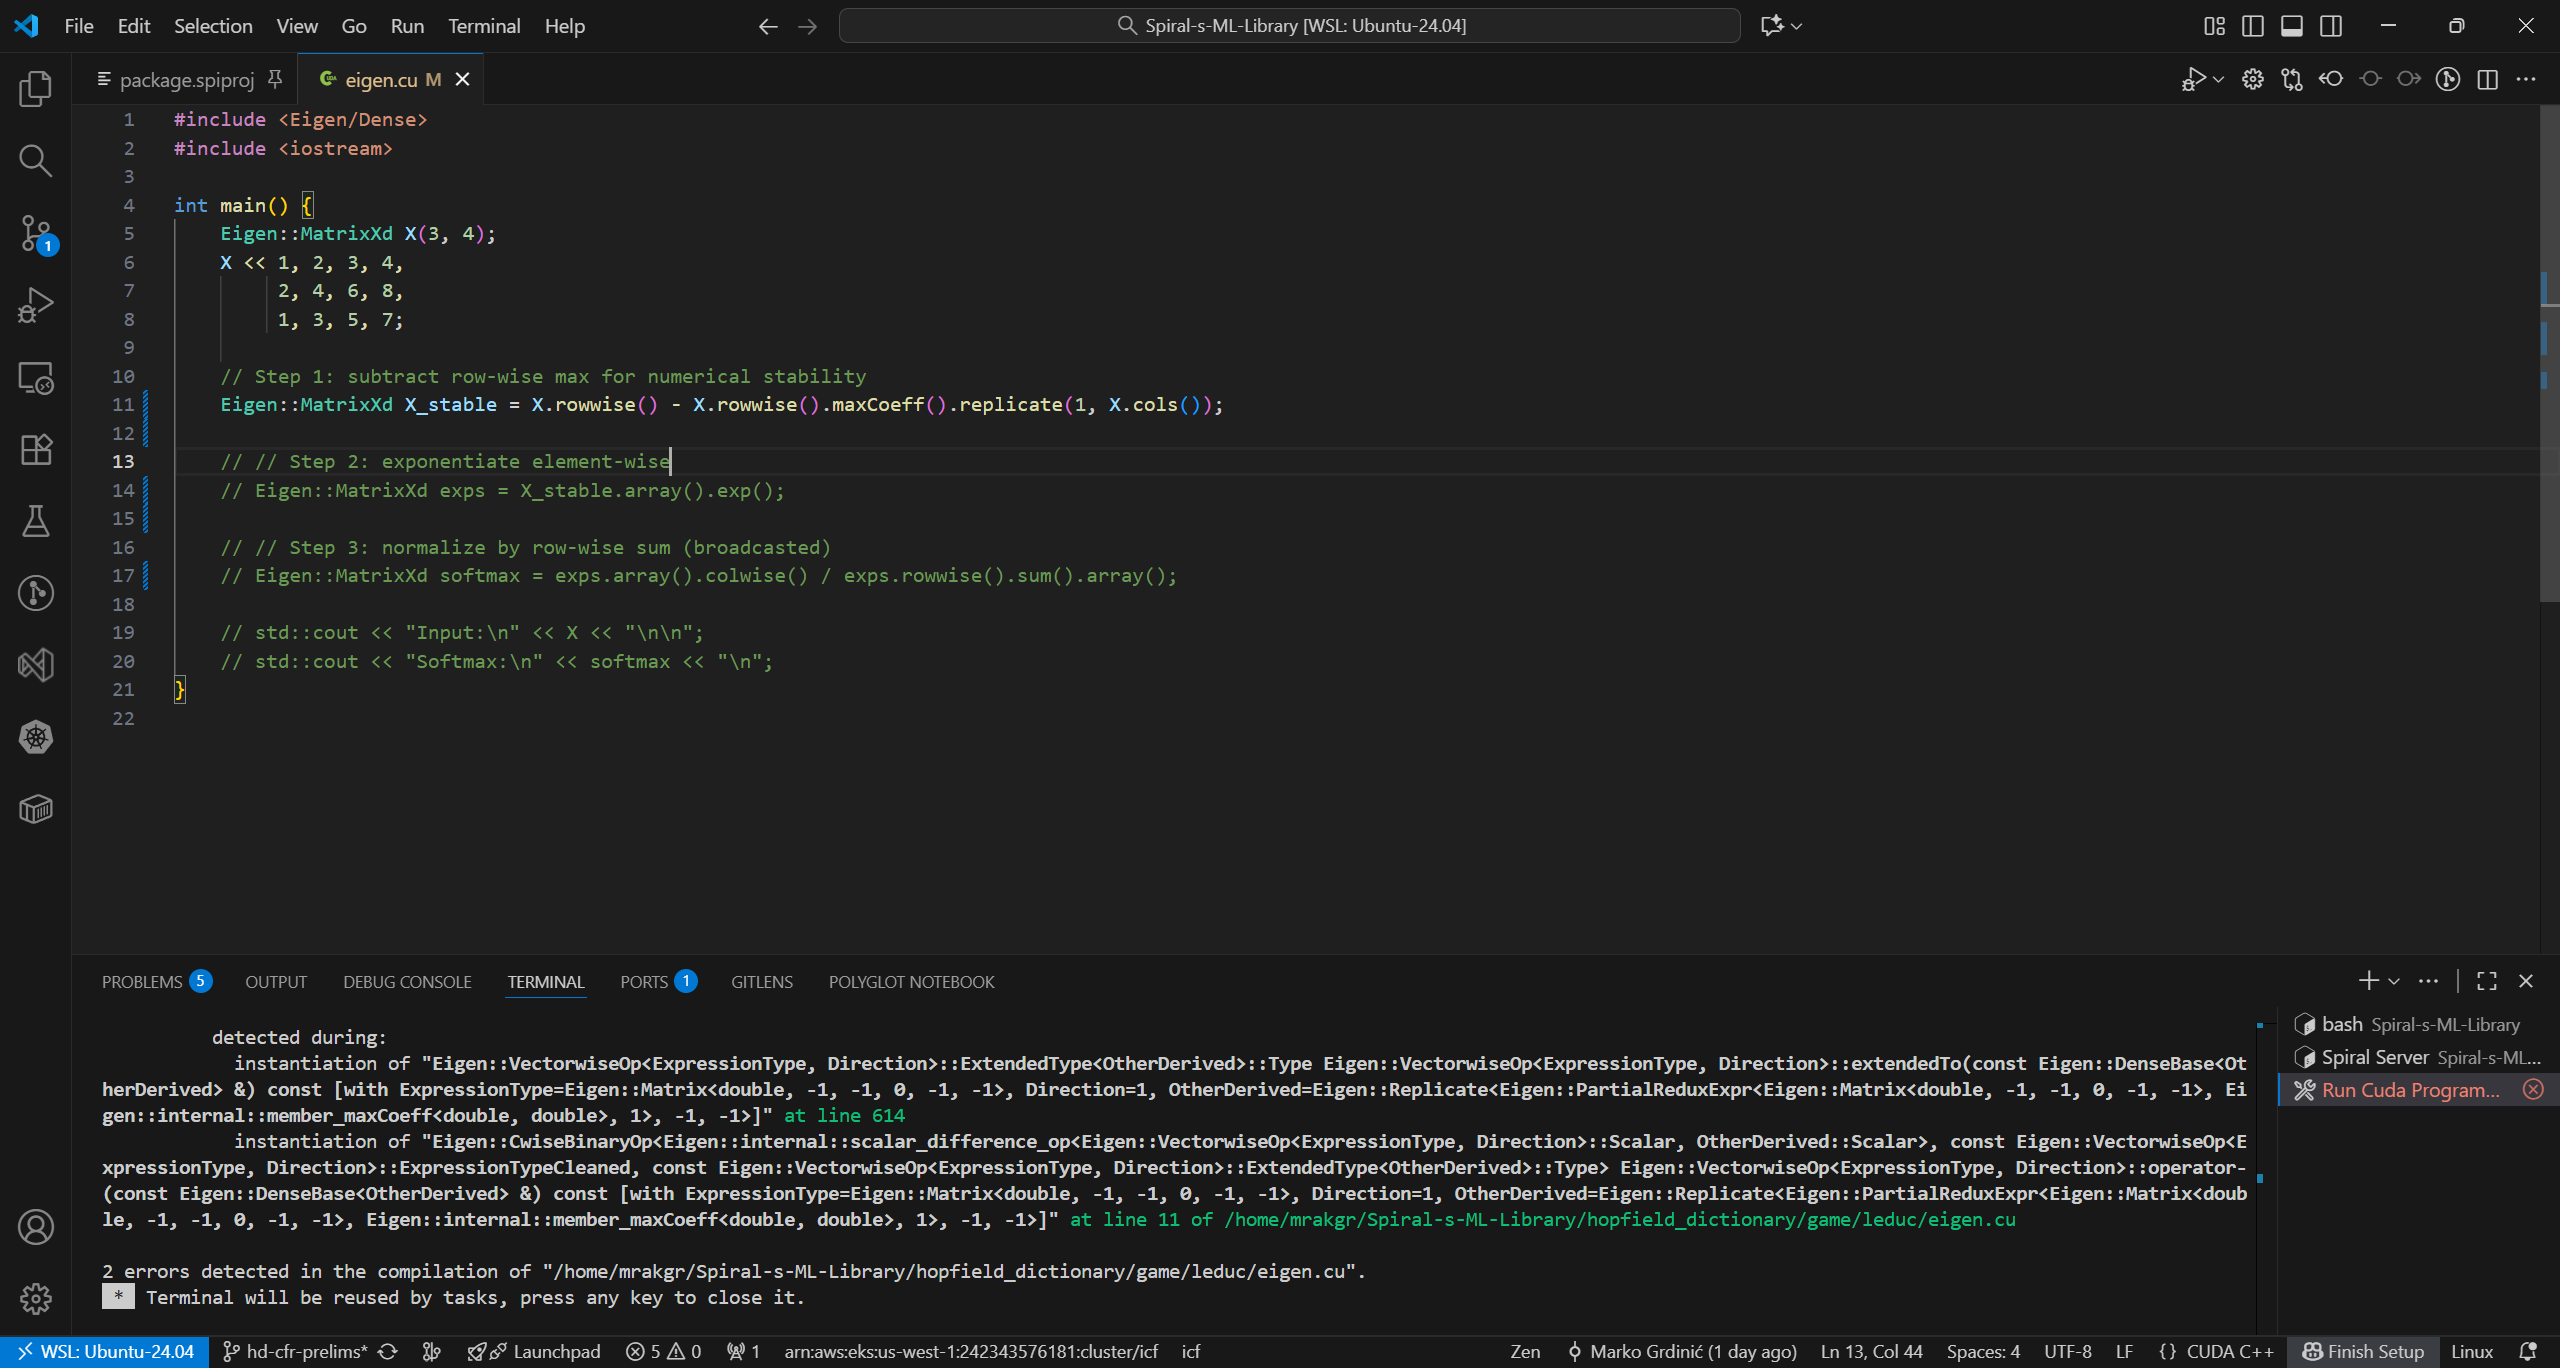 File Edit Selection View Go Run Terminal Help
Spiral-s-ML-Library [WSL: Ubuntu-24.04]
package.spiproj
eigen.cu M
1 #include <Eigen/Dense>
2 #include <iostream>
3
4 int main() {
5 Eigen::MatrixXd X(3, 4);
6 X << 1, 2, 3, 4,
7 2, 4, 6, 8,
8 1, 3, 5, 7;
9
10 // Step 1: subtract row-wise max for numerical stability
11 Eigen::MatrixXd X_stable = X.rowwise() - X.rowwise().maxCoeff().replicate(1, X.cols());
12
13 // // Step 2: exponentiate element-wise
14 // Eigen::MatrixXd exps = X_stable.array().exp();
15
16 // // Step 3: normalize by row-wise sum (broadcasted)
17 // Eigen::MatrixXd softmax = exps.array().colwise() / exps.rowwise().sum().array();
18
19 // std::cout << "Input:\n" << X << "\n\n";
20 // std::cout << "Softmax:\n" << softmax << "\n";
21 }
22
1
PROBLEMS 5 OUTPUT DEBUG CONSOLE TERMINAL PORTS 1 GITLENS POLYGLOT NOTEBOOK
detected during:
instantiation of "Eigen::VectorwiseOp<ExpressionType, Direction>::ExtendedType<OtherDerived>::Type Eigen::VectorwiseOp<ExpressionType, Direction>::extendedTo(const Eigen::DenseBase<Ot
herDerived> &) const [with ExpressionType=Eigen::Matrix<double, -1, -1, 0, -1, -1>, Direction=1, OtherDerived=Eigen::Replicate<Eigen::PartialReduxExpr<Eigen::Matrix<double, -1, -1, 0, -1, -1>, Ei
gen::internal::member_maxCoeff<double, double>, 1>, -1, -1>]" at line 614
instantiation of "Eigen::CwiseBinaryOp<Eigen::internal::scalar_difference_op<Eigen::VectorwiseOp<ExpressionType, Direction>::Scalar, OtherDerived::Scalar>, const Eigen::VectorwiseOp<E
xpressionType, Direction>::ExpressionTypeCleaned, const Eigen::VectorwiseOp<ExpressionType, Direction>::ExtendedType<OtherDerived>::Type> Eigen::VectorwiseOp<ExpressionType, Direction>::operator-
(const Eigen::DenseBase<OtherDerived> &) const [with ExpressionType=Eigen::Matrix<double, -1, -1, 0, -1, -1>, Direction=1, OtherDerived=Eigen::Replicate<Eigen::PartialReduxExpr<Eigen::Matrix<doub
le, -1, -1, 0, -1, -1>, Eigen::internal::member_maxCoeff<double, double>, 1>, -1, -1>]" at line 11 of /home/mrakgr/Spiral-s-ML-Library/hopfield_dictionary/game/leduc/eigen.cu
2 errors detected in the compilation of "/home/mrakgr/Spiral-s-ML-Library/hopfield_dictionary/game/leduc/eigen.cu".
* Terminal will be reused by tasks, press any key to close it.
bash Spiral-s-ML-Library
Spiral Server Spiral-s-ML...
Run Cuda Program...
WSL: Ubuntu-24.04 hd-cfr-prelims* Launchpad 5 0 1 arn:aws:eks:us-west-1:242343576181:cluster/icf icf Zen Marko Grdinić (1 day ago) Ln 13, Col 44 Spaces: 4 UTF-8 LF {} CUDA C++ Finish Setup Linux